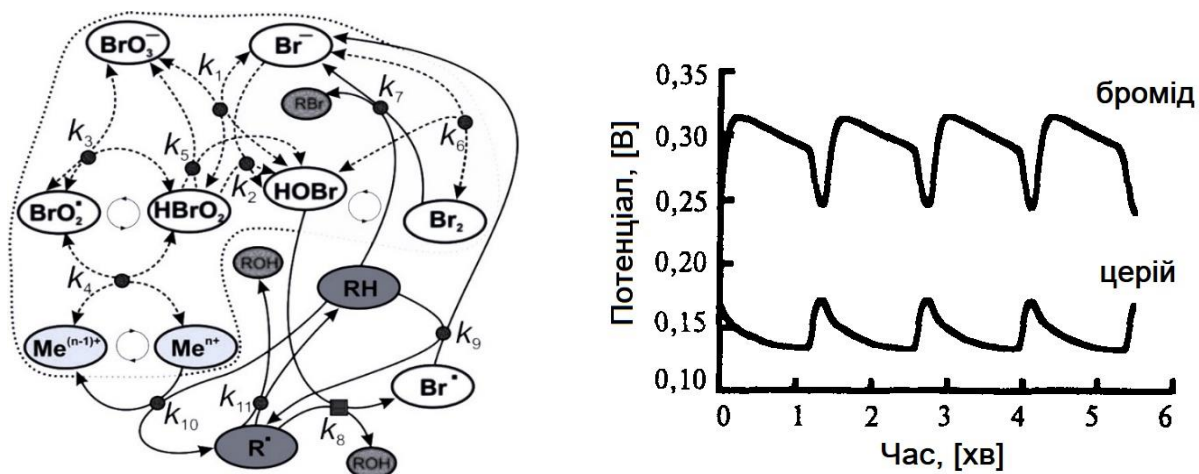 BrO₃⁻
Br⁻
k₁
k₇
RBr
k₃
k₅
k₆
k₂
HOBr
BrO₂•
HBrO₂
Br₂
ROH
k₄
RH
Me⁽ⁿ⁻¹⁾⁺
Meⁿ⁺
k₉
Br•
k₁₀
k₁₁
R•
k₈
ROH
Потенціал, [В]
0,35
0,30
0,25
0,20
0,15
0,10
бромід
церій
0 1 2 3 4 5 6
Час, [хв]